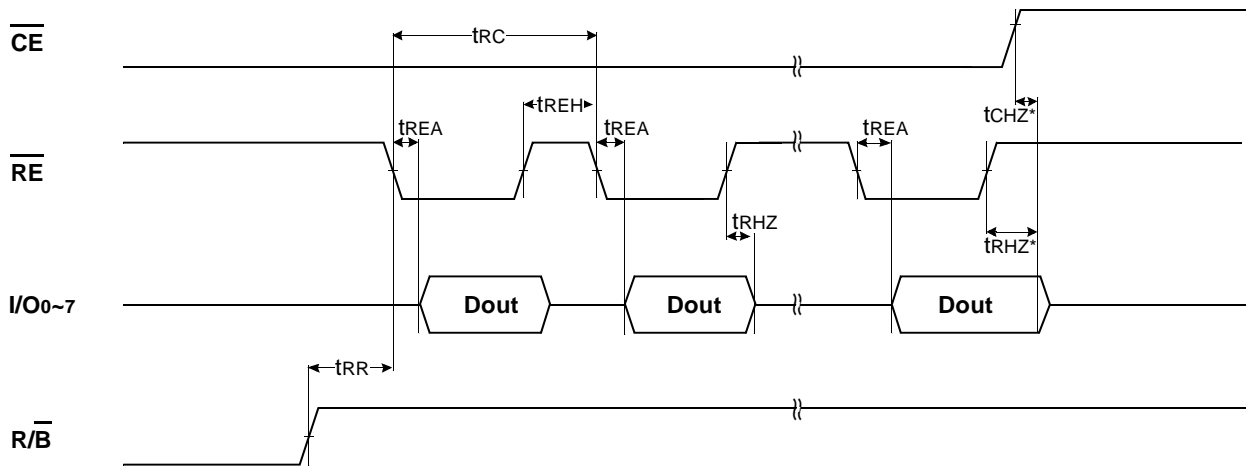 CE
tRC
tREH
tCHZ*
tREA
tREA
tREA
RE
tRHZ
tRHZ*
I/O0~7
Dout
Dout
Dout
tRR
R/B